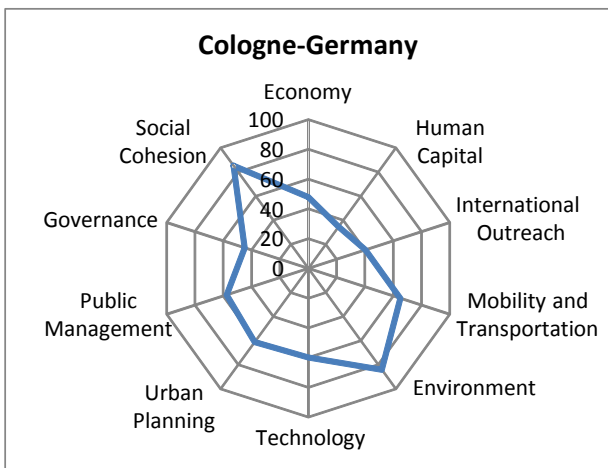 Cologne-Germany
Economy
Human
Capital
International
Outreach
Mobility and
Transportation
Environment
Technology
Urban
Planning
Public
Management
Governance
Social
Cohesion
100
80
60
40
20
0